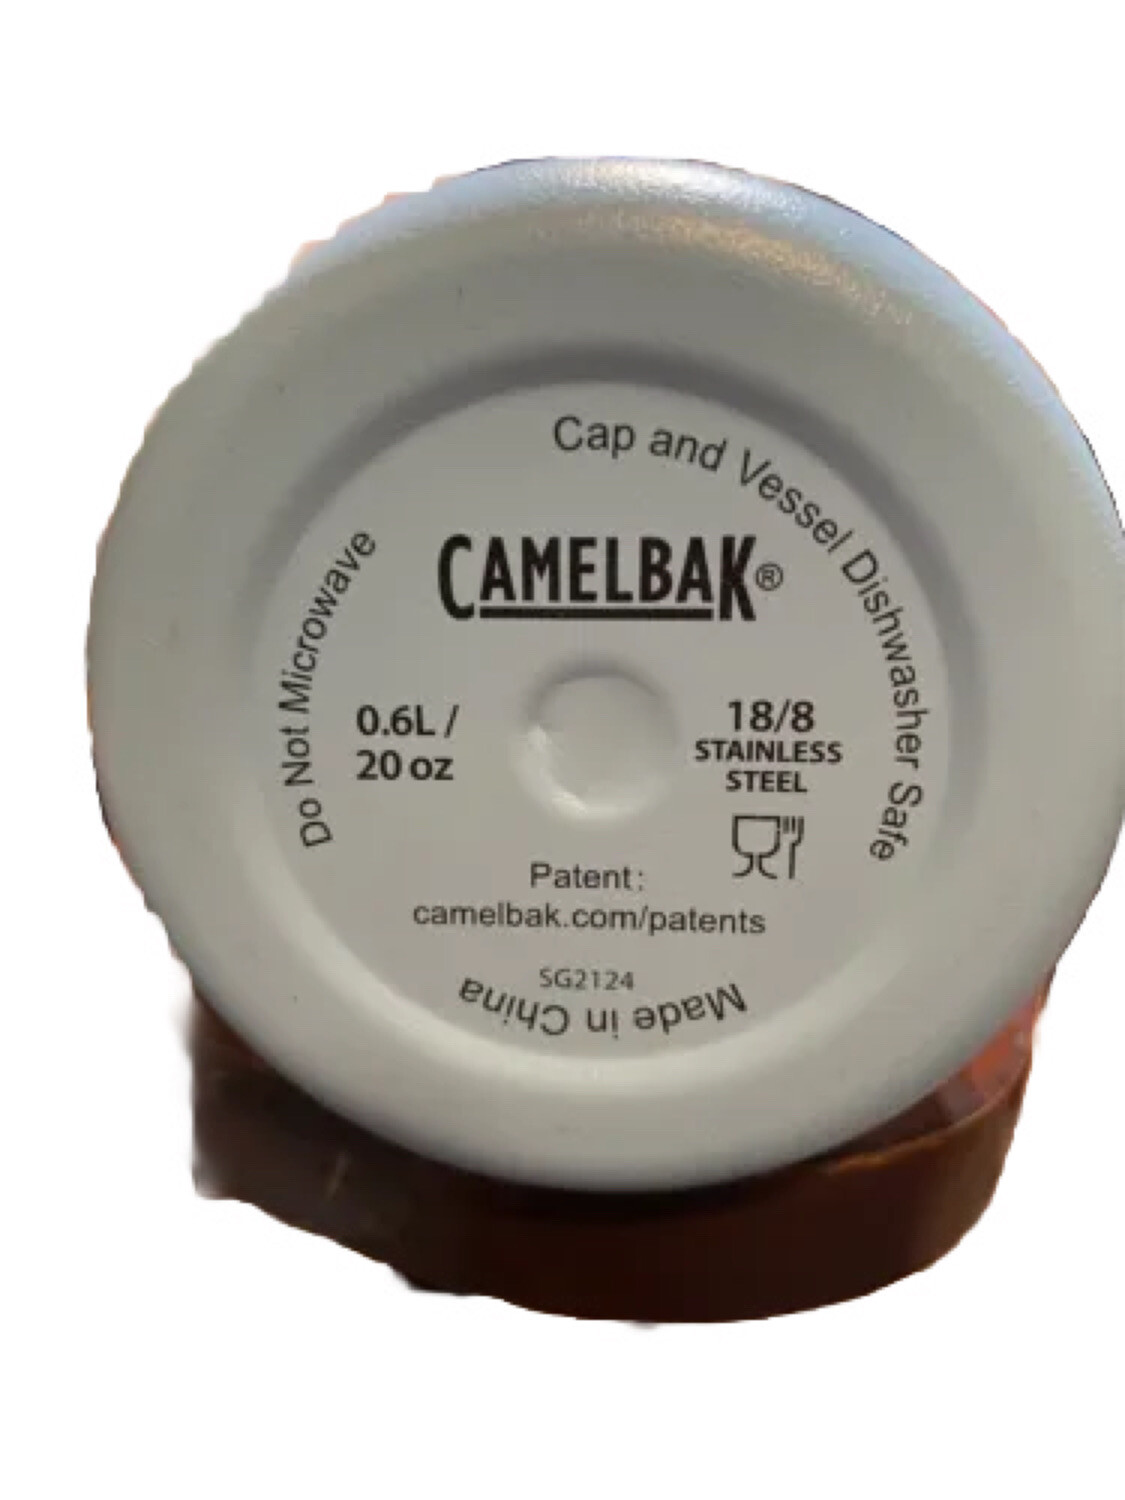 Cap and Vessel Dishwasher Safe
Do Not Microwave
CAMELBAK®
0.6L /
20 oz
18/8
STAINLESS
STEEL
Patent:
camelbak.com/patents
SG2124
Made in China